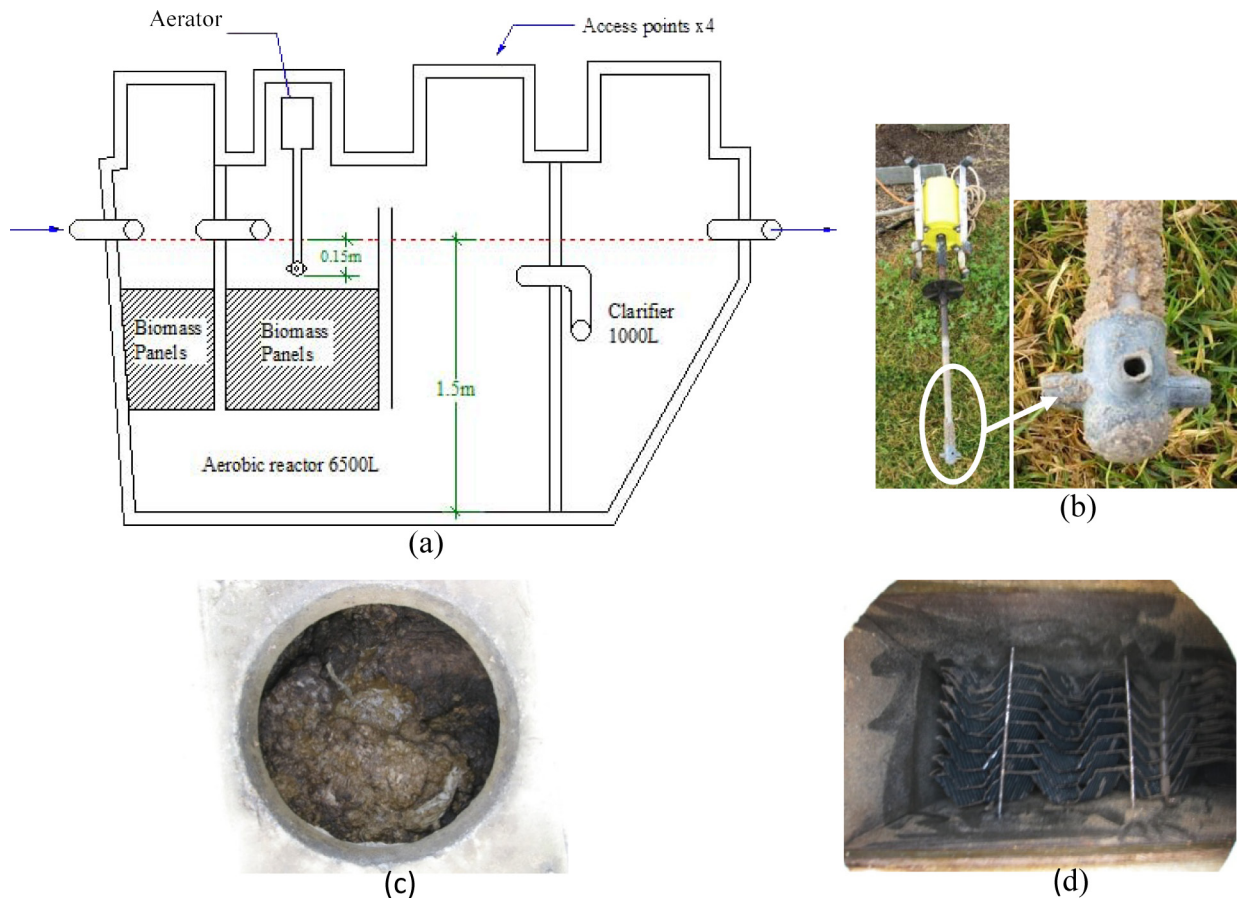 Aerator
Access points x4
0.15m
Biomass
Panels
Biomass
Panels
Clarifier
1000L
1.5m
Aerobic reactor 6500L
(a)
(b)
(c)
(d)